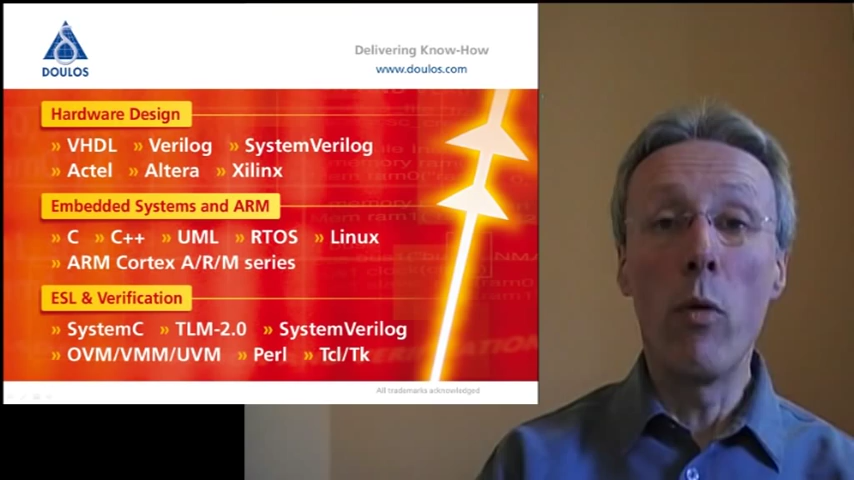 DOULOS
Delivering Know-How
www.doulos.com
Hardware Design
» VHDL » Verilog » SystemVerilog
» Actel » Altera » Xilinx
Embedded Systems and ARM
» C » C++ » UML » RTOS » Linux
» ARM Cortex A/R/M series
ESL & Verification
» SystemC » TLM-2.0 » SystemVerilog
» OVM/VMM/UVM » Perl » Tcl/Tk
All trademarks acknowledged